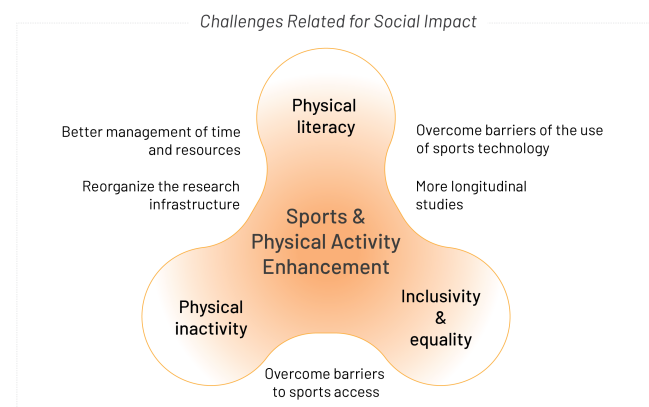 Challenges Related for Social Impact
Physical
literacy
Better management of time
and resources
Reorganize the research
infrastructure
Overcome barriers of the use
of sports technology
More longitudinal
studies
Sports &
Physical Activity
Enhancement
Physical
inactivity
Inclusivity
&
equality
Overcome barriers
to sports access